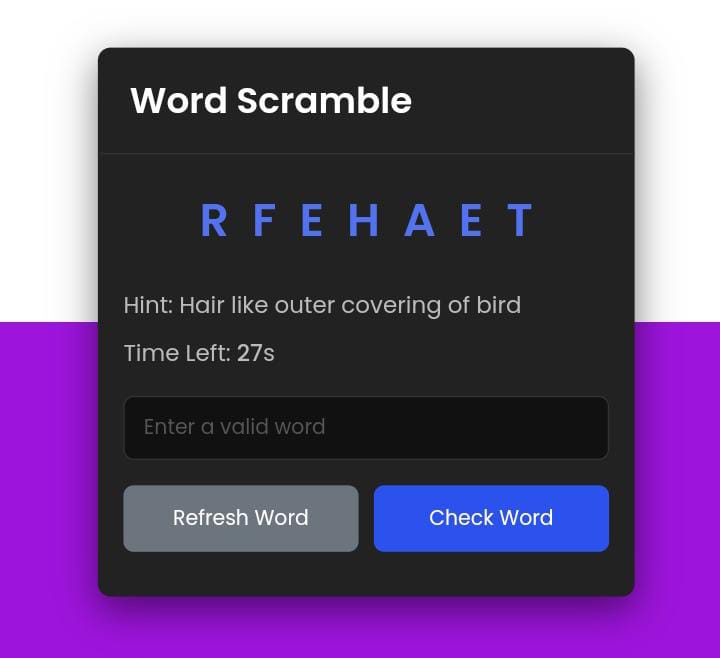 Word Scramble
R F E H A E T
Hint: Hair like outer covering of bird
Time Left: 27s
Enter a valid word
Refresh Word Check Word